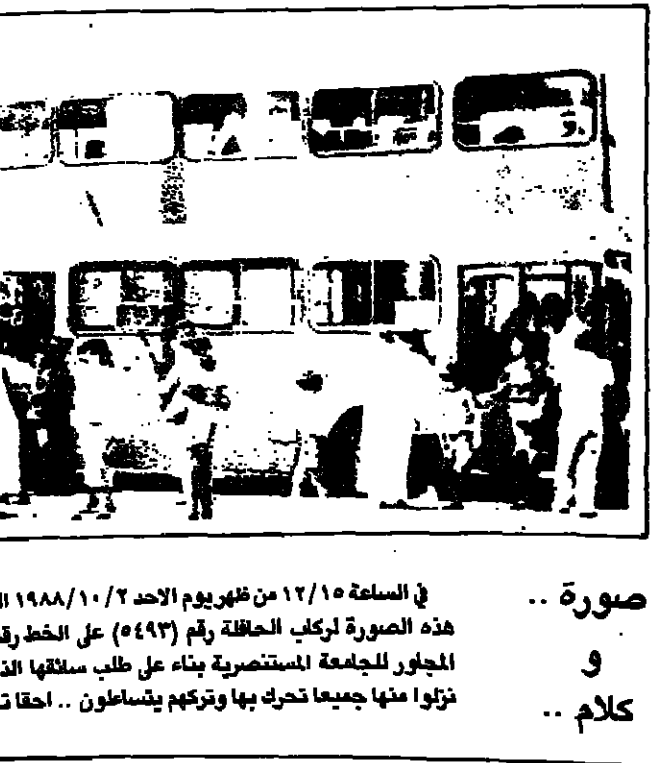 صورة ..
و
كلام ..
في الساعة ١٢/١٥ من ظهر يوم الاحد ١٩٨٨/١٠/٢
هذه الصورة لركاب الحافلة رقم (٥٤٩٣) على الخط رقم
المجاور للجامعة المستنصرية بناء على طلب سائقها
نزلوا منها جميعا تحرك بها وتركهم يتساءلون .. احقا